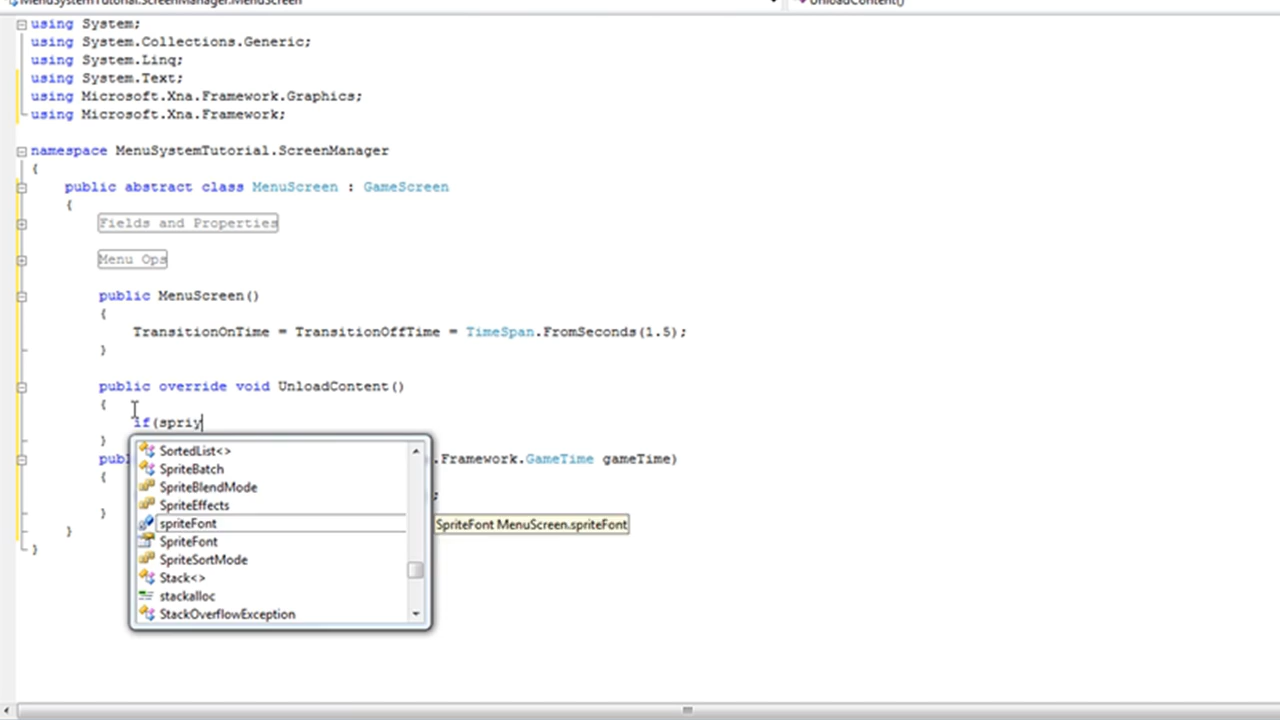 MenuSystemTutorial.ScreenManager.MenuScreen
UnloadContent()
using System;
using System.Collections.Generic;
using System.Linq;
using System.Text;
using Microsoft.Xna.Framework.Graphics;
using Microsoft.Xna.Framework;
namespace MenuSystemTutorial.ScreenManager
{
public abstract class MenuScreen : GameScreen
{
Fields and Properties
Menu Ops
public MenuScreen()
{
TransitionOnTime = TransitionOffTime = TimeSpan.FromSeconds(1.5);
}
public override void UnloadContent()
{
if(spriy
}
publ .Framework.GameTime gameTime)
{
;
}
}
}
SortedList<>
SpriteBatch
SpriteBlendMode
SpriteEffects
spriteFont
SpriteFont MenuScreen.spriteFont
SpriteFont
SpriteSortMode
Stack<>
stackalloc
StackOverflowException